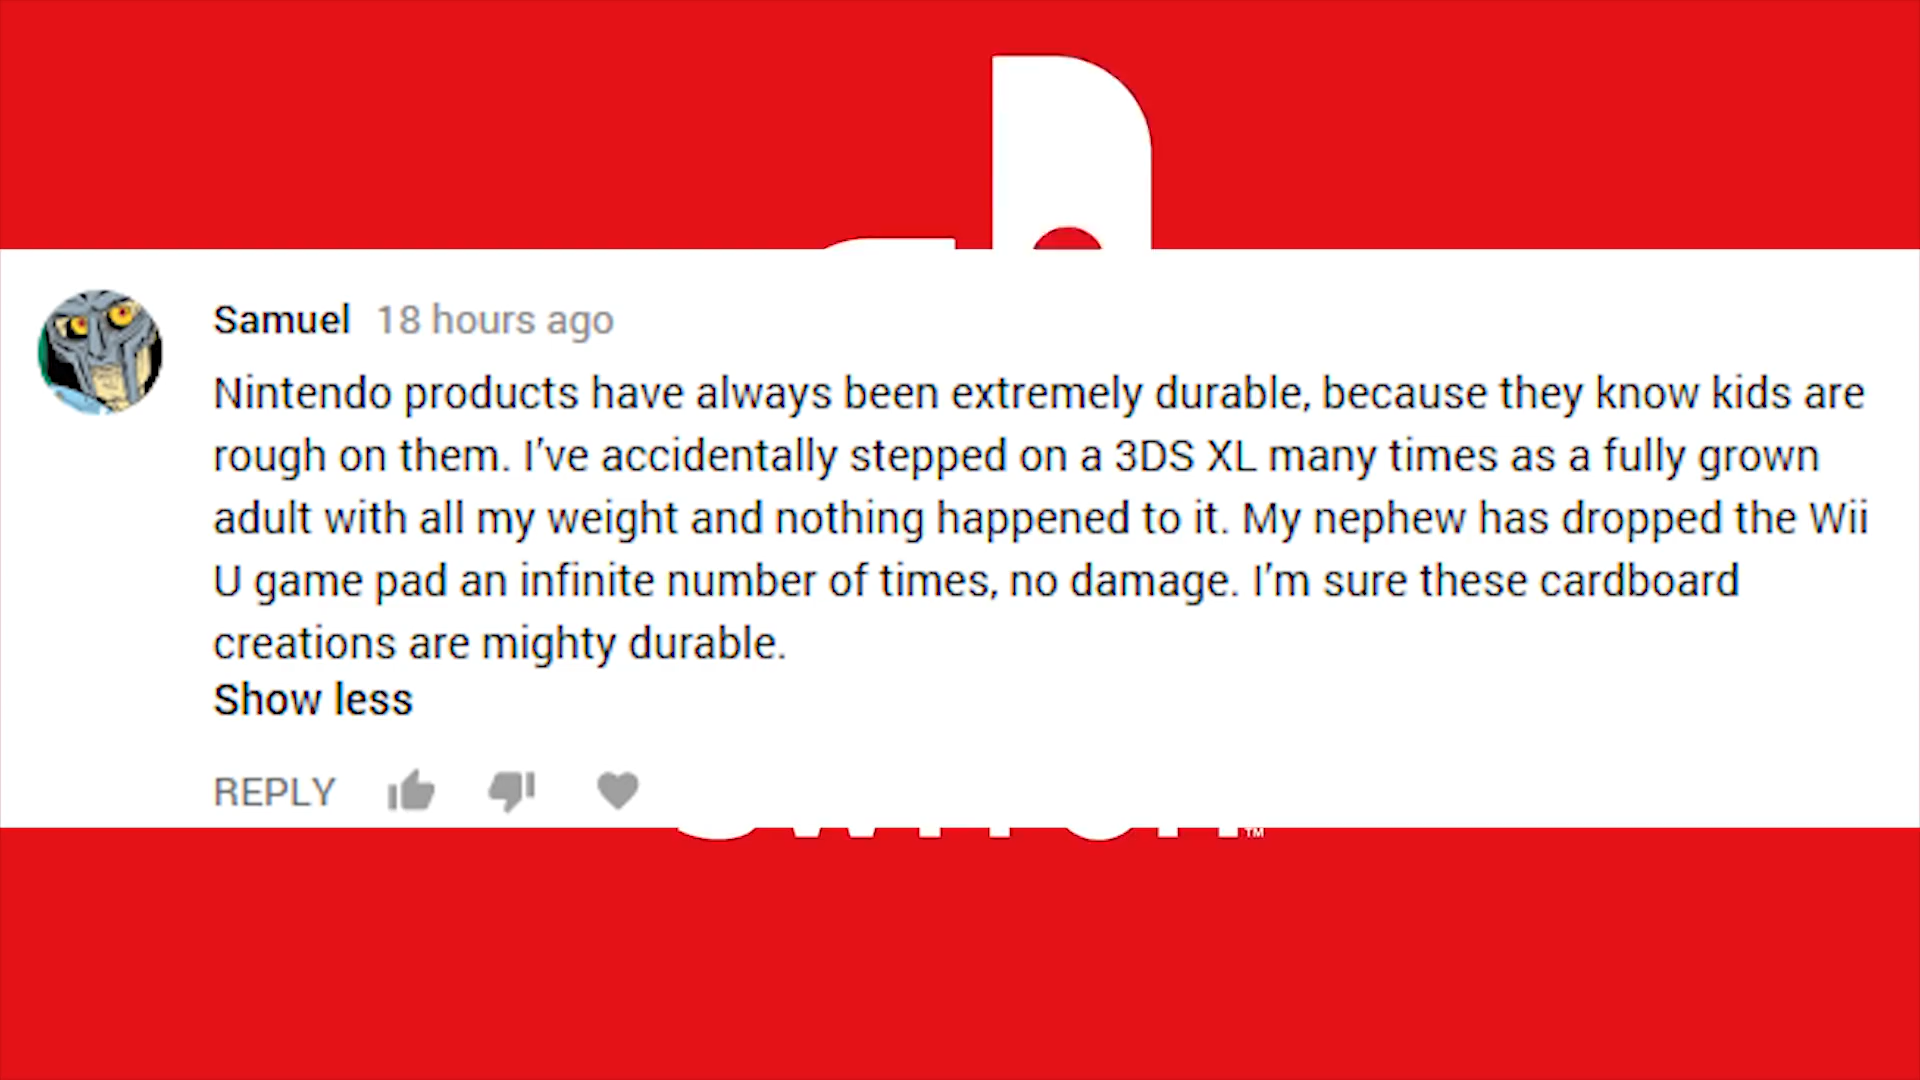 Samuel 18 hours ago
Nintendo products have always been extremely durable, because they know kids are
rough on them. I've accidentally stepped on a 3DS XL many times as a fully grown
adult with all my weight and nothing happened to it. My nephew has dropped the Wii
U game pad an infinite number of times, no damage. I'm sure these cardboard
creations are mighty durable.
Show less
REPLY
TM